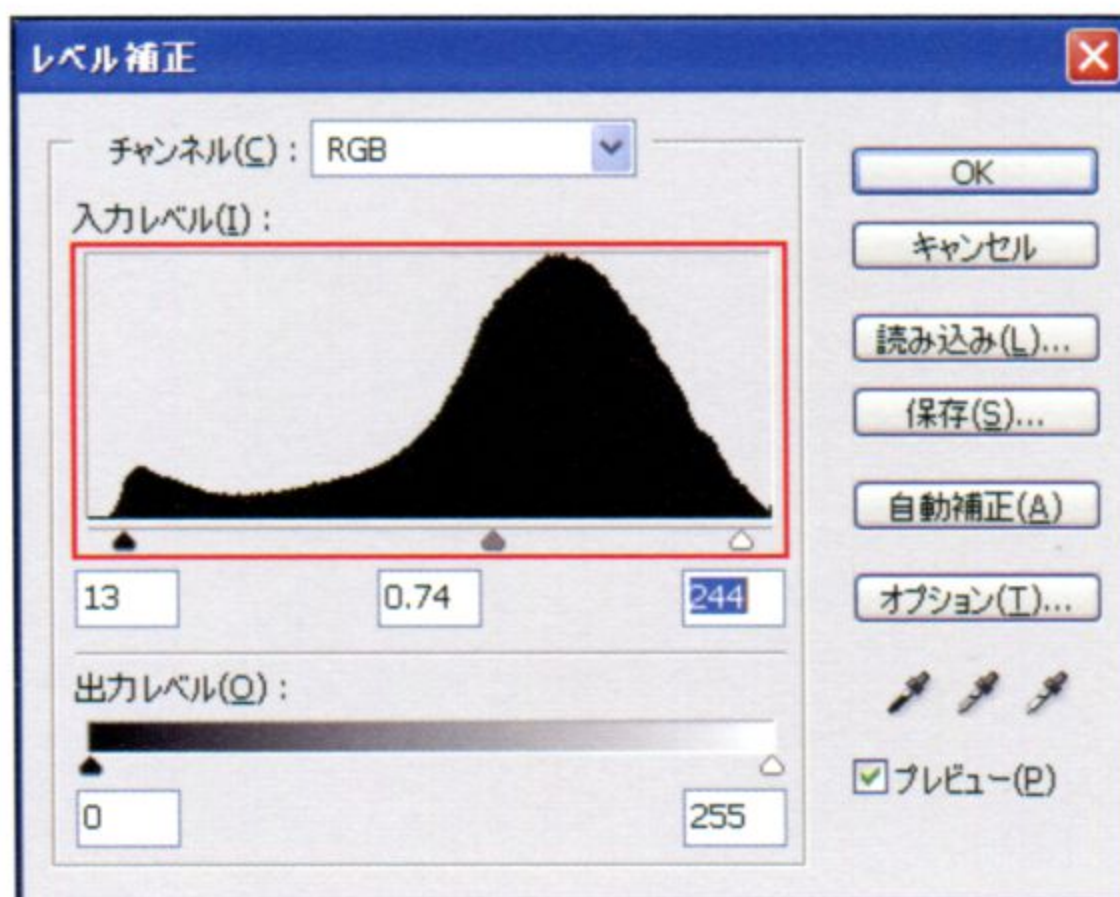 レベル補正
チャンネル(C): RGB
入力レベル(I):
13 0.74 244
出力レベル(O):
0 255
OK
キャンセル
読み込み(L)...
保存(S)...
自動補正(A)
オプション(T)...
プレビュー(P)